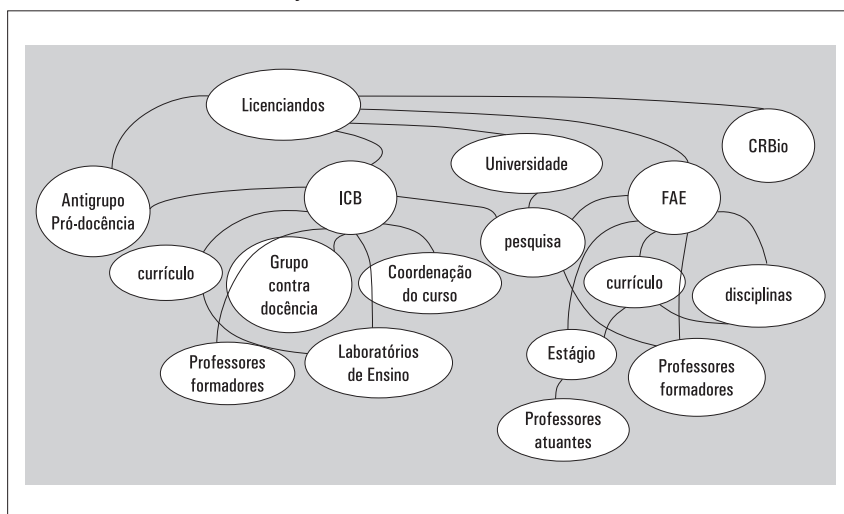 Licenciandos
CRBio
Universidade
Antigrupo
Pró-docência
ICB
FAE
pesquisa
currículo
Grupo
contra
docência
Coordenação
do curso
currículo
disciplinas
Professores
formadores
Laboratórios
de Ensino
Estágio
Professores
formadores
Professores
atuantes